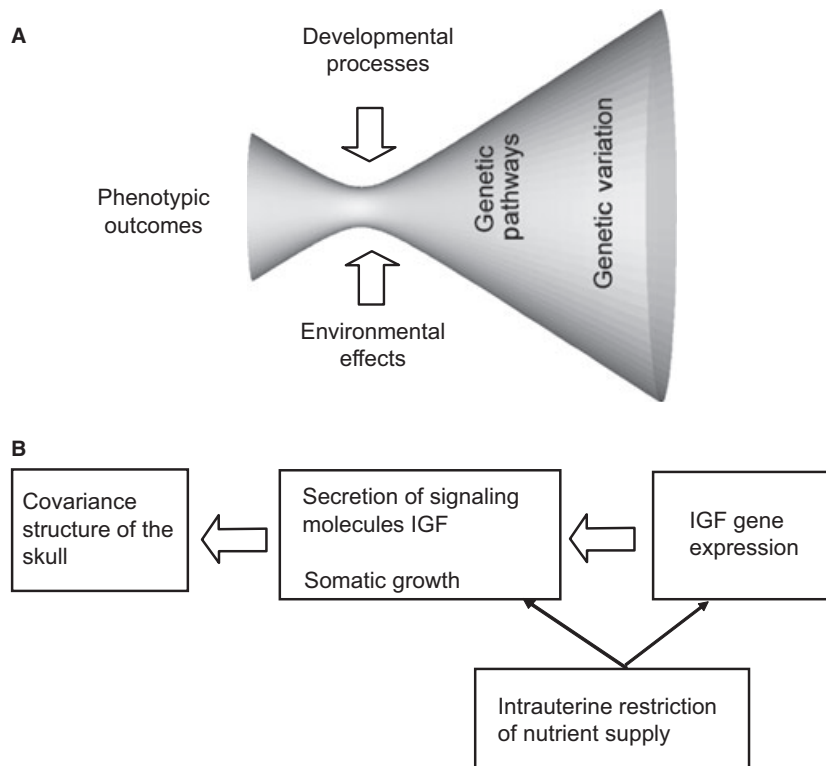 A
Developmental
processes
Phenotypic
outcomes
Genetic
pathways
Genetic variation
Environmental
effects
B
Covariance
structure of the
skull
Secretion of signaling
molecules IGF
Somatic growth
IGF gene
expression
Intrauterine restriction
of nutrient supply